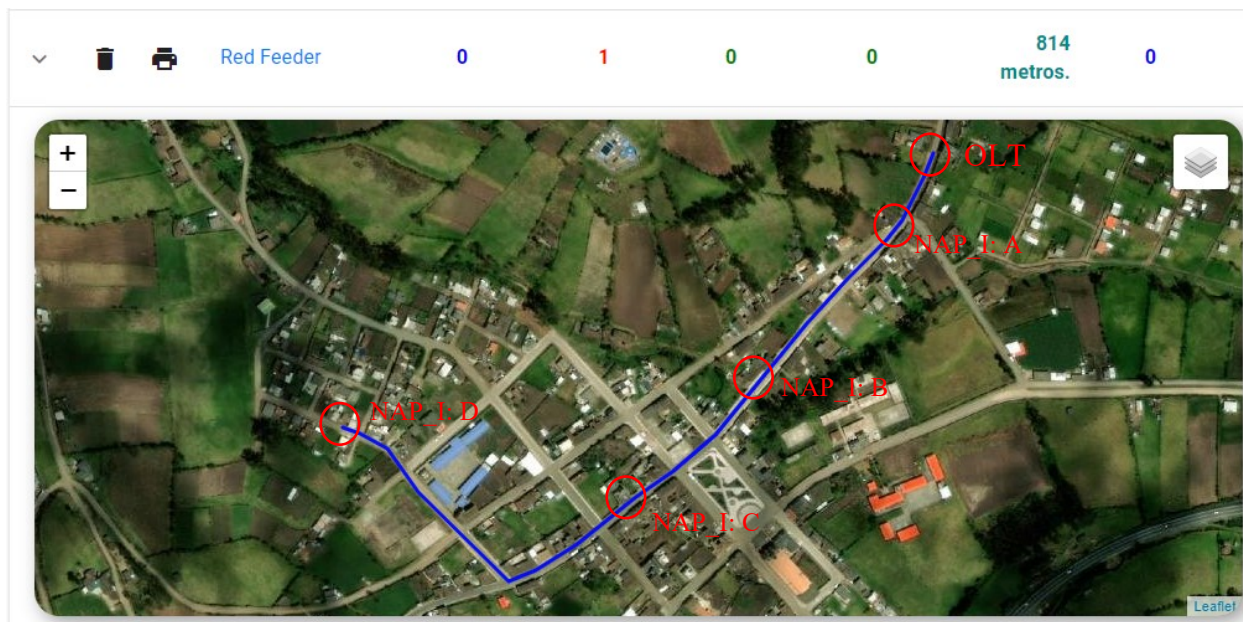 Red Feeder 0 1 0 0 814 0
metros.
+
−
OLT
NAP_I: A
NAP_I: B
NAP_I: D
NAP_I: C
Leaflet